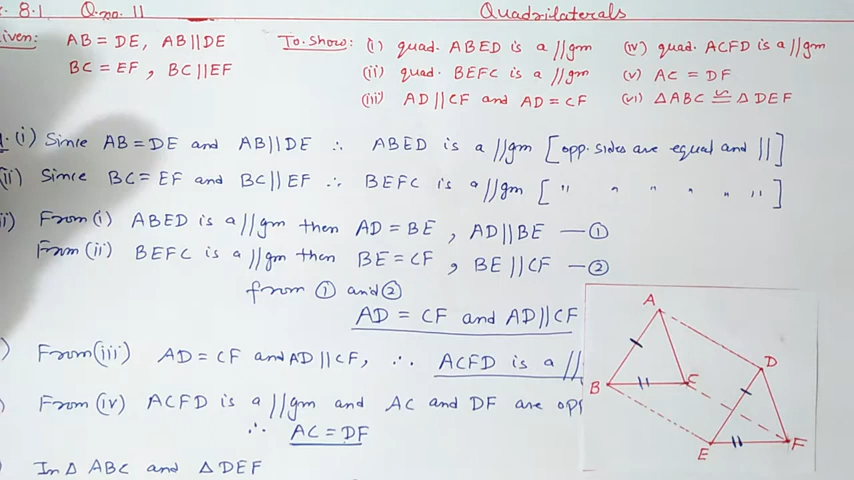 8.1 Q.no. 11 Quadrilaterals
Given: AB = DE, AB||DE To Show: (i) quad. ABED is a //gm (iv) quad. ACFD is a //gm
BC = EF, BC||EF (ii) quad. BEFC is a //gm (v) AC = DF
(iii) AD||CF and AD = CF (vi) ΔABC ≅ ΔDEF
(i) Since AB = DE and AB||DE ∴ ABED is a //gm [opp. sides are equal and ||]
(ii) Since BC = EF and BC||EF ∴ BEFC is a //gm [ " " " " " " ]
From (i) ABED is a //gm then AD = BE, AD||BE — ①
From (ii) BEFC is a //gm then BE = CF, BE||CF — ②
from ① and ②
AD = CF and AD||CF
From (iii) AD = CF and AD||CF, ∴ ACFD is a //
From (iv) ACFD is a //gm and AC and DF are opp
∴ AC = DF
In Δ ABC and Δ DEF
A
B
C
D
E
F